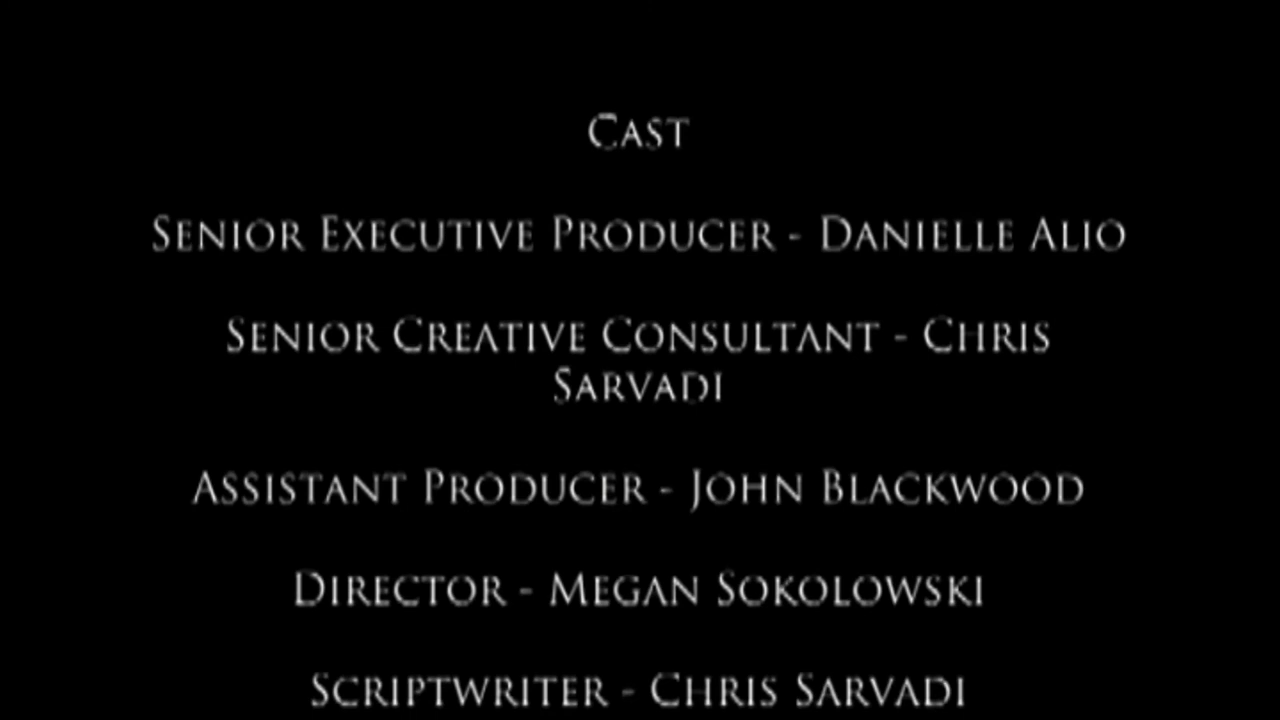 Cast
Senior Executive Producer - Danielle Alio
Senior Creative Consultant - Chris
Sarvadi
Assistant Producer - John Blackwood
Director - Megan Sokolowski
Scriptwriter - Chris Sarvadi